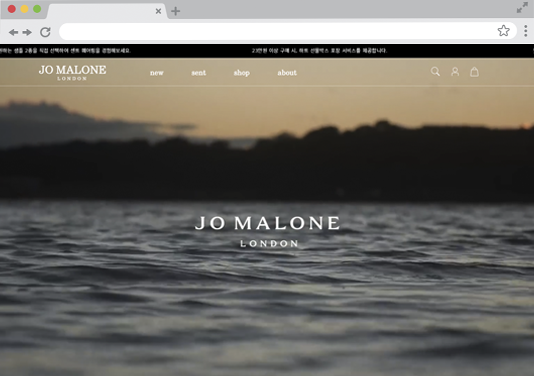 하는 샘플 2종을 직접 선택하여 센트 페어링을 경험해보세요. 23만원 이상 구매 시, 하트 선물박스 포장 서비스를 제공합니다.
JO MALONE
LONDON
new sent shop about
JO MALONE
LONDON